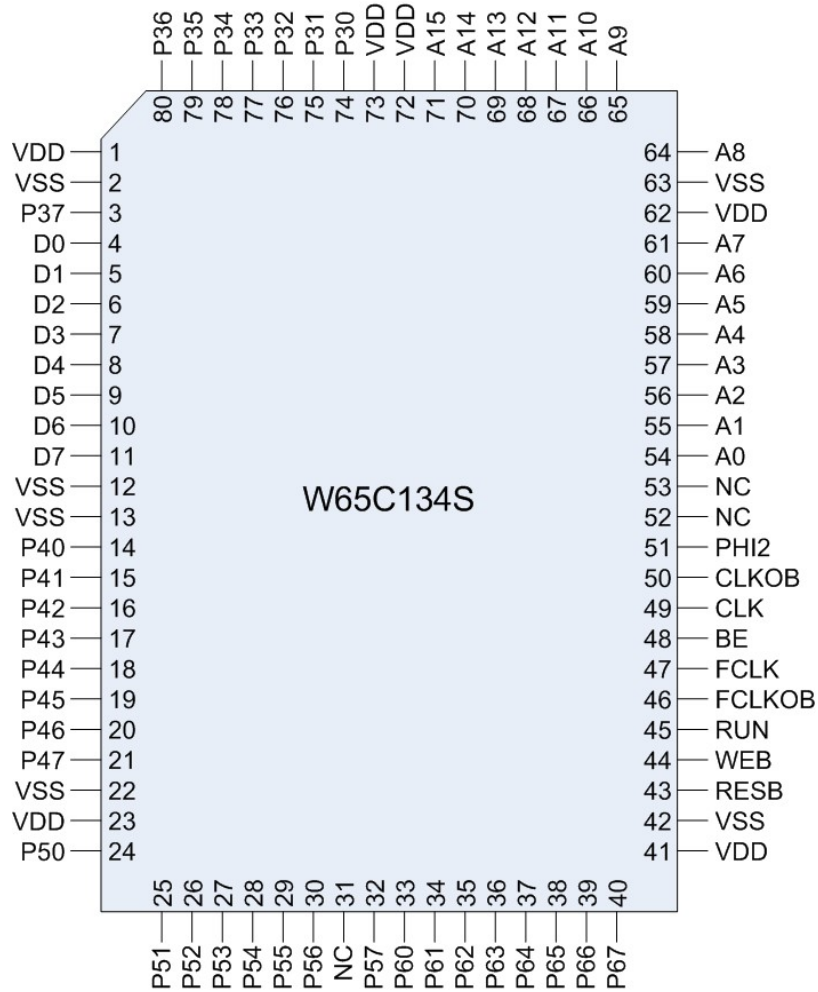 P36 P35 P34 P33 P32 P31 P30 VDD VDD A15 A14 A13 A12 A11 A10 A9
80 79 78 77 76 75 74 73 72 71 70 69 68 67 66 65
VDD 1 64 A8
VSS 2 63 VSS
P37 3 62 VDD
D0 4 61 A7
D1 5 60 A6
D2 6 59 A5
D3 7 58 A4
D4 8 57 A3
D5 9 56 A2
D6 10 55 A1
D7 11 54 A0
VSS 12 53 NC
W65C134S
VSS 13 52 NC
P40 14 51 PHI2
P41 15 50 CLKOB
P42 16 49 CLK
P43 17 48 BE
P44 18 47 FCLK
P45 19 46 FCLKOB
P46 20 45 RUN
P47 21 44 WEB
VSS 22 43 RESB
VDD 23 42 VSS
P50 24 41 VDD
25 26 27 28 29 30 31 32 33 34 35 36 37 38 39 40
P51 P52 P53 P54 P55 P56 NC P57 P60 P61 P62 P63 P64 P65 P66 P67